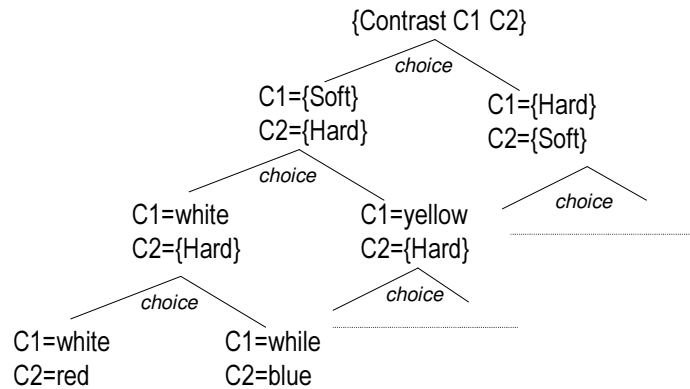 {Contrast C1 C2}
choice
C1={Soft}
C2={Hard}
C1={Hard}
C2={Soft}
choice
choice
C1=white
C2={Hard}
C1=yellow
C2={Hard}
choice
choice
C1=white
C2=red
C1=while
C2=blue